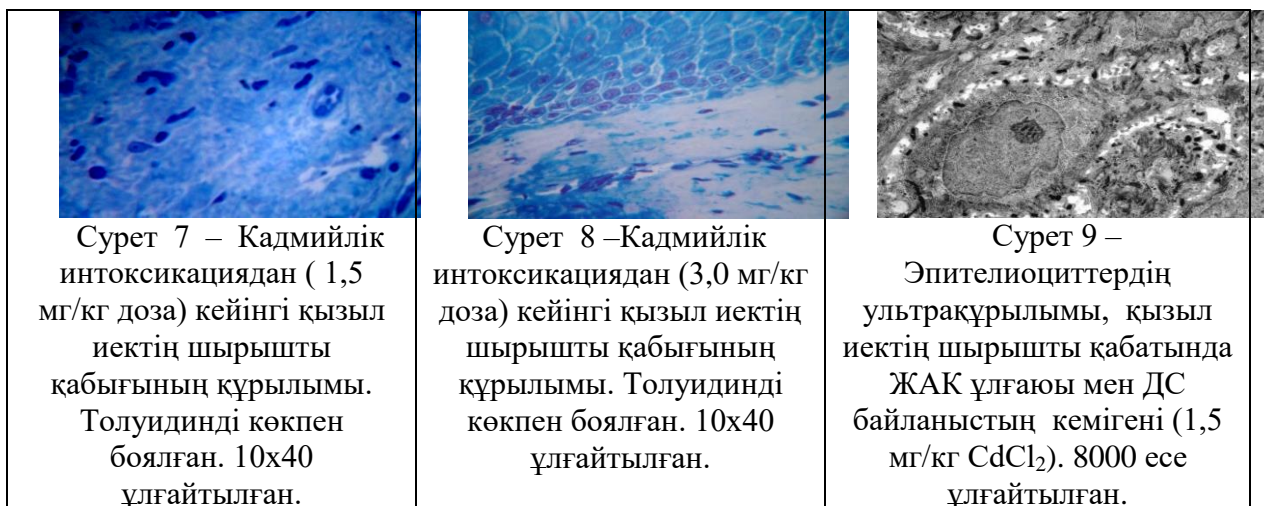 Сурет 7 – Кадмийлік
интоксикациядан ( 1,5
мг/кг доза) кейінгі қызыл
иектің шырышты
қабығының құрылымы.
Толуидинді көкпен
боялған. 10х40
ұлғайтылған.
Сурет 8 –Кадмийлік
интоксикациядан (3,0 мг/кг
доза) кейінгі қызыл иектің
шырышты қабығының
құрылымы. Толуидинді
көкпен боялған. 10х40
ұлғайтылған.
Сурет 9 –
Эпителиоциттердің
ультрақұрылымы, қызыл
иектің шырышты қабатында
ЖАК ұлғаюы мен ДС
байланыстың кемігені (1,5
мг/кг CdCl₂). 8000 есе
ұлғайтылған.